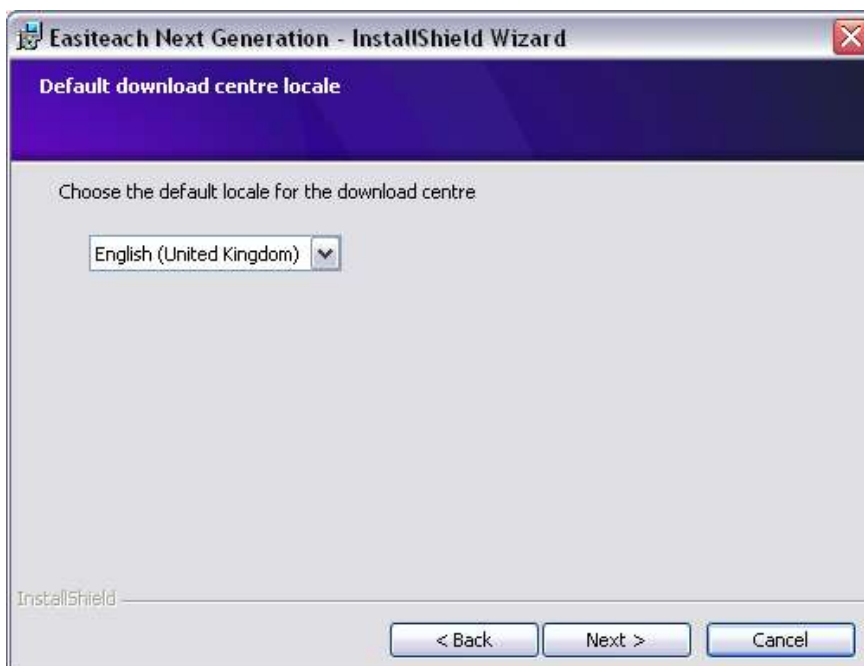 Easiteach Next Generation - InstallShield Wizard
Default download centre locale
Choose the default locale for the download centre
English (United Kingdom)
InstallShield
< Back Next > Cancel